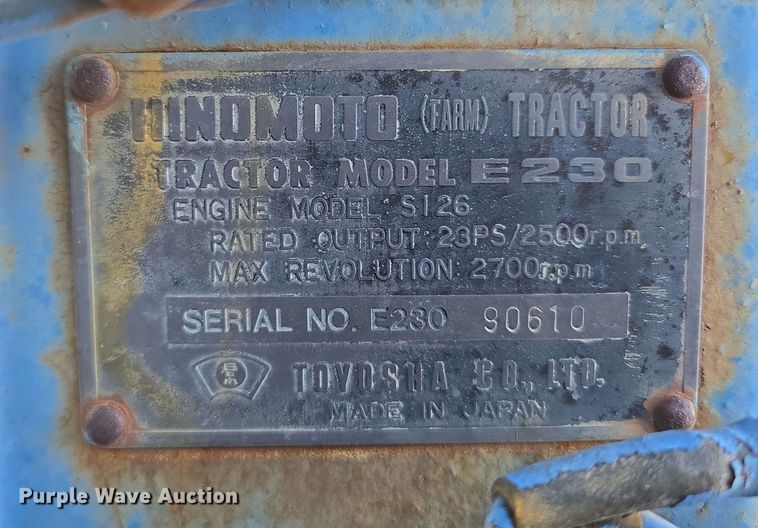 HINOMOTO (FARM) TRACTOR
TRACTOR MODEL E230
ENGINE MODEL S126
RATED OUTPUT 23PS/2500r.p.m
MAX REVOLUTION 2700r.p.m
SERIAL NO. E230 90610
TOYOSHA CO., LTD.
MADE IN JAPAN
Purple Wave Auction